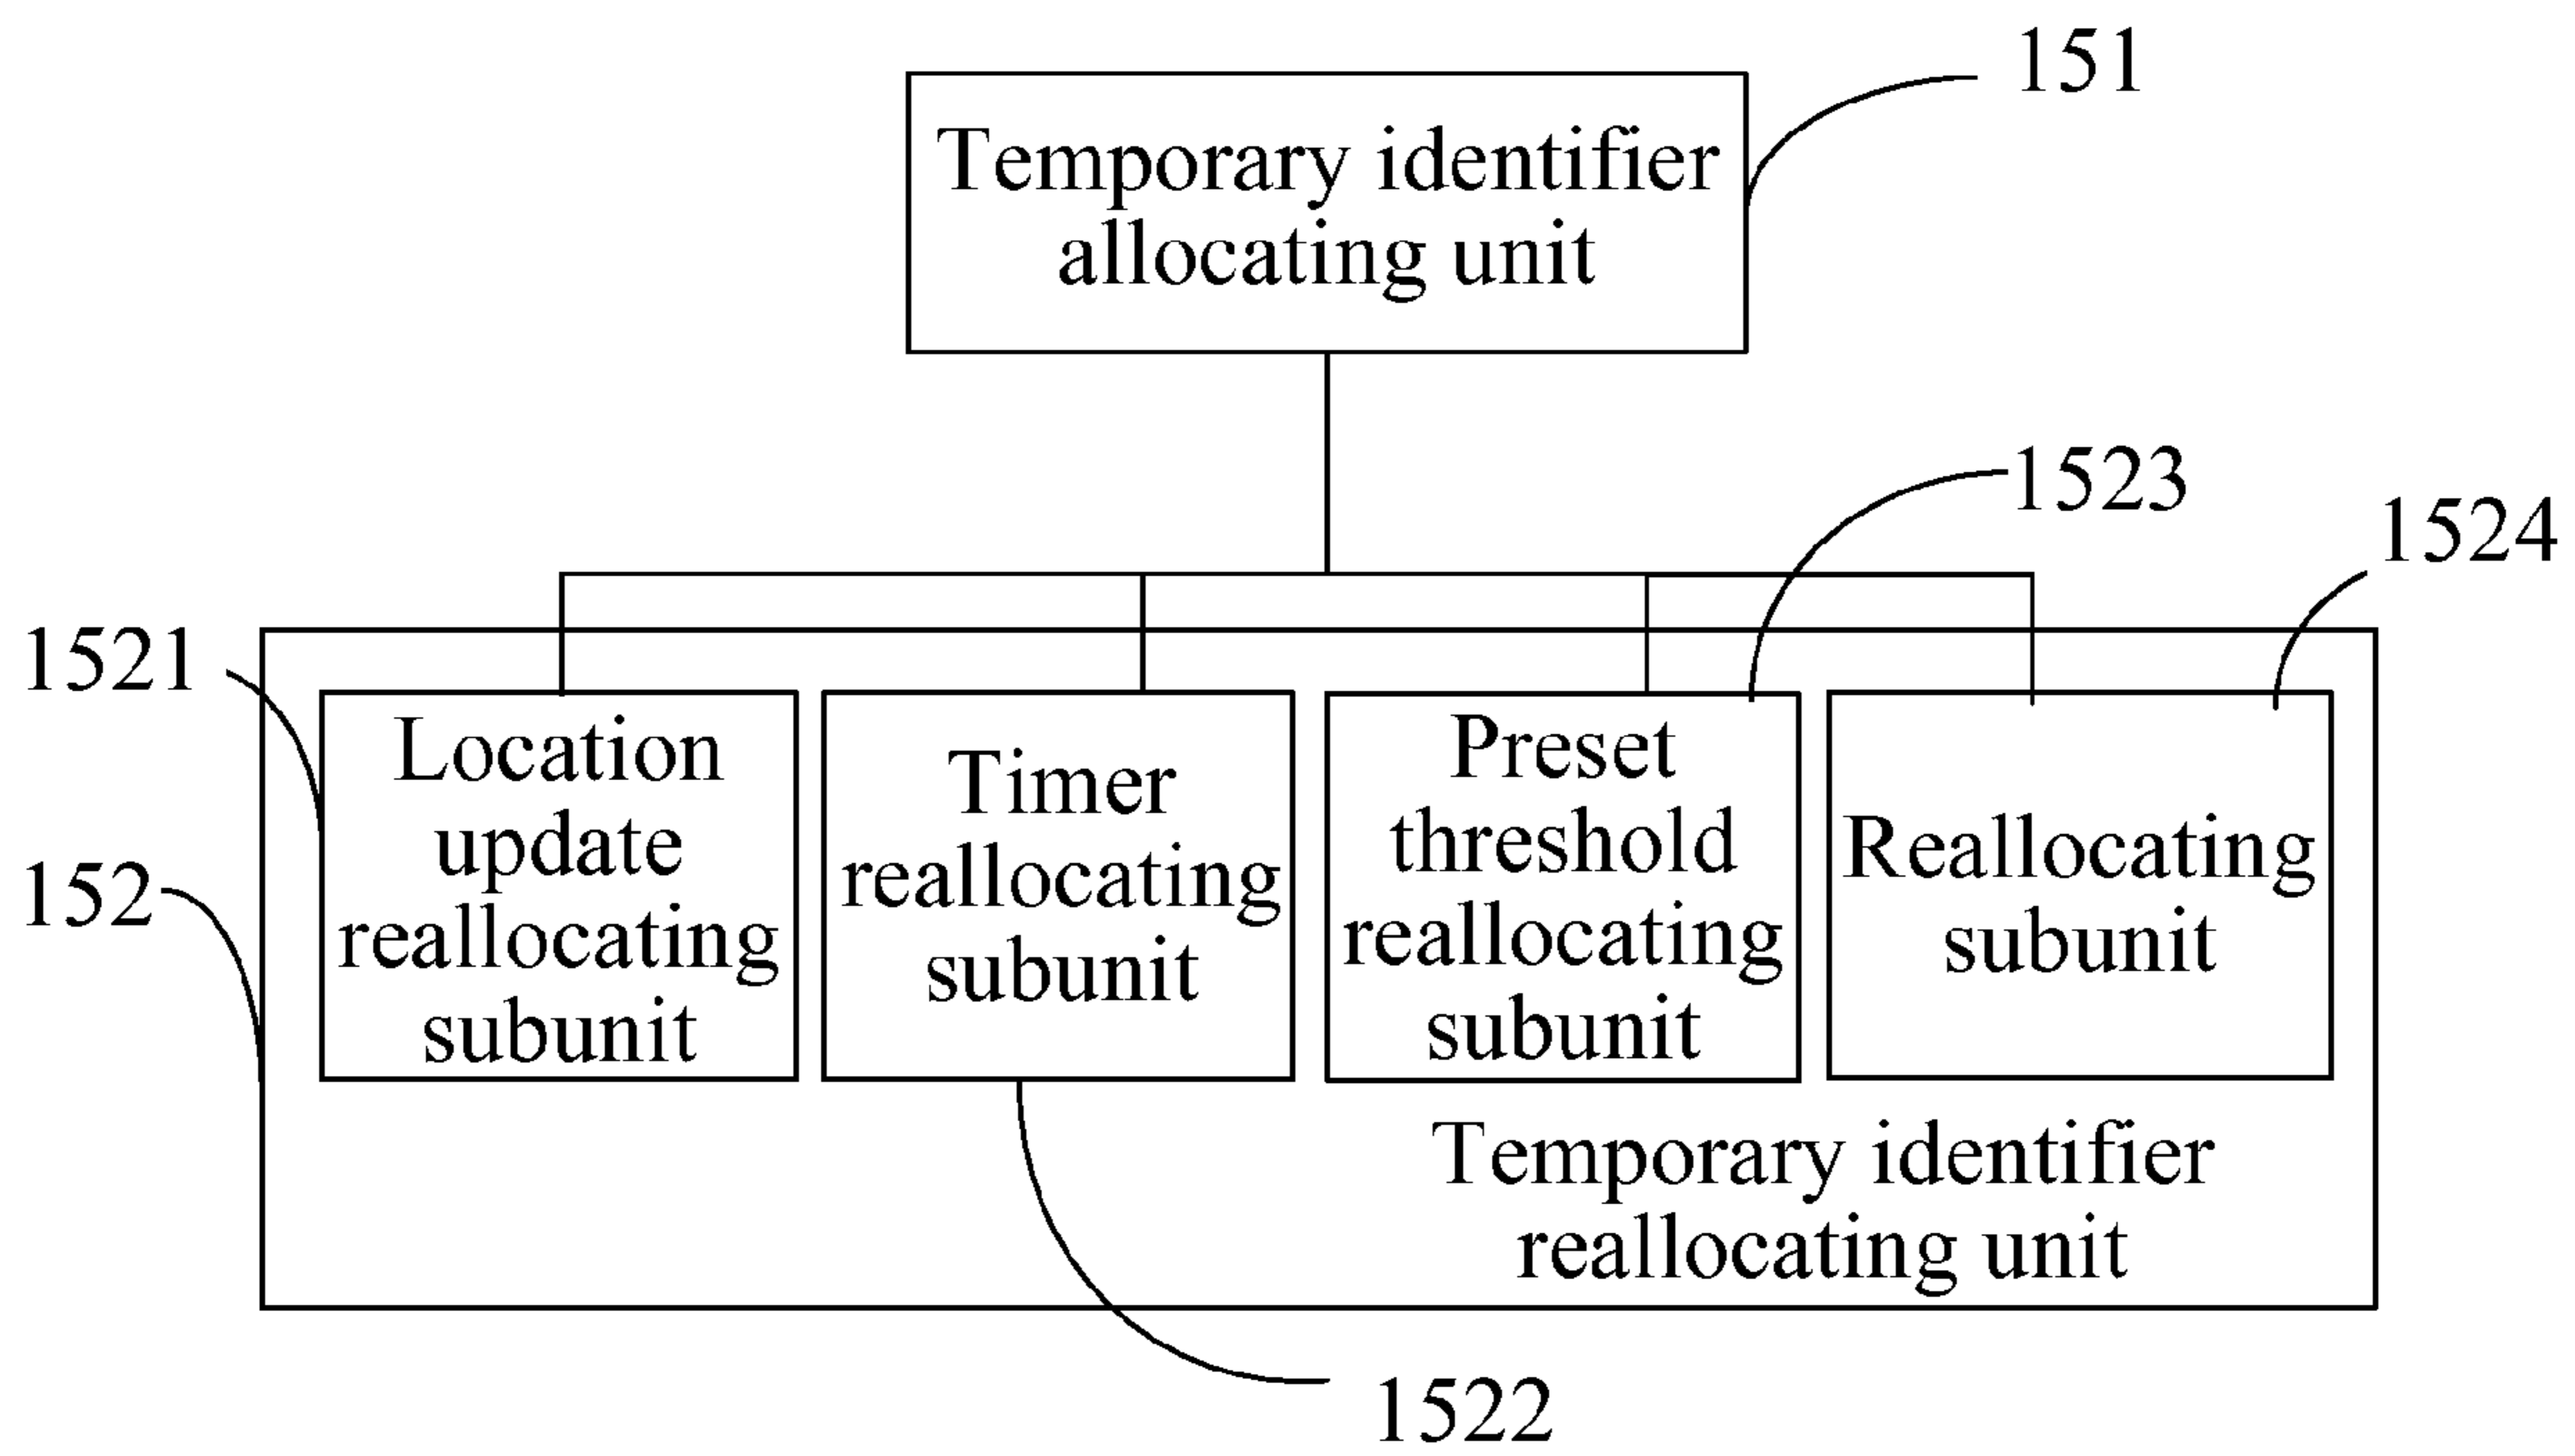 151
Temporary identifier
allocating unit
1523
1524
1521
152
Location
update
reallocating
subunit
Timer
reallocating
subunit
Preset
threshold
reallocating
subunit
Reallocating
subunit
Temporary identifier
reallocating unit
1522